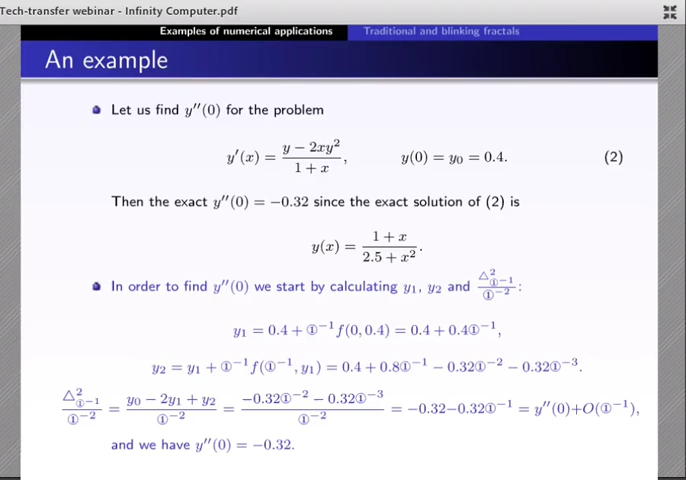 Tech-transfer webinar - Infinity Computer.pdf
Examples of numerical applications Traditional and blinking fractals
An example
Let us find y′′(0) for the problem
y′(x) = (y − 2xy²)/(1 + x), y(0) = y₀ = 0.4. (2)
Then the exact y′′(0) = −0.32 since the exact solution of (2) is
y(x) = (1 + x)/(2.5 + x²).
In order to find y′′(0) we start by calculating y₁, y₂ and △²_{①⁻¹}/①⁻² :
y₁ = 0.4 + ①⁻¹f(0, 0.4) = 0.4 + 0.4①⁻¹,
y₂ = y₁ + ①⁻¹f(①⁻¹, y₁) = 0.4 + 0.8①⁻¹ − 0.32①⁻² − 0.32①⁻³.
△²_{①⁻¹}/①⁻² = (y₀ − 2y₁ + y₂)/①⁻² = (−0.32①⁻² − 0.32①⁻³)/①⁻² = −0.32−0.32①⁻¹ = y′′(0)+O(①⁻¹),
and we have y′′(0) = −0.32.